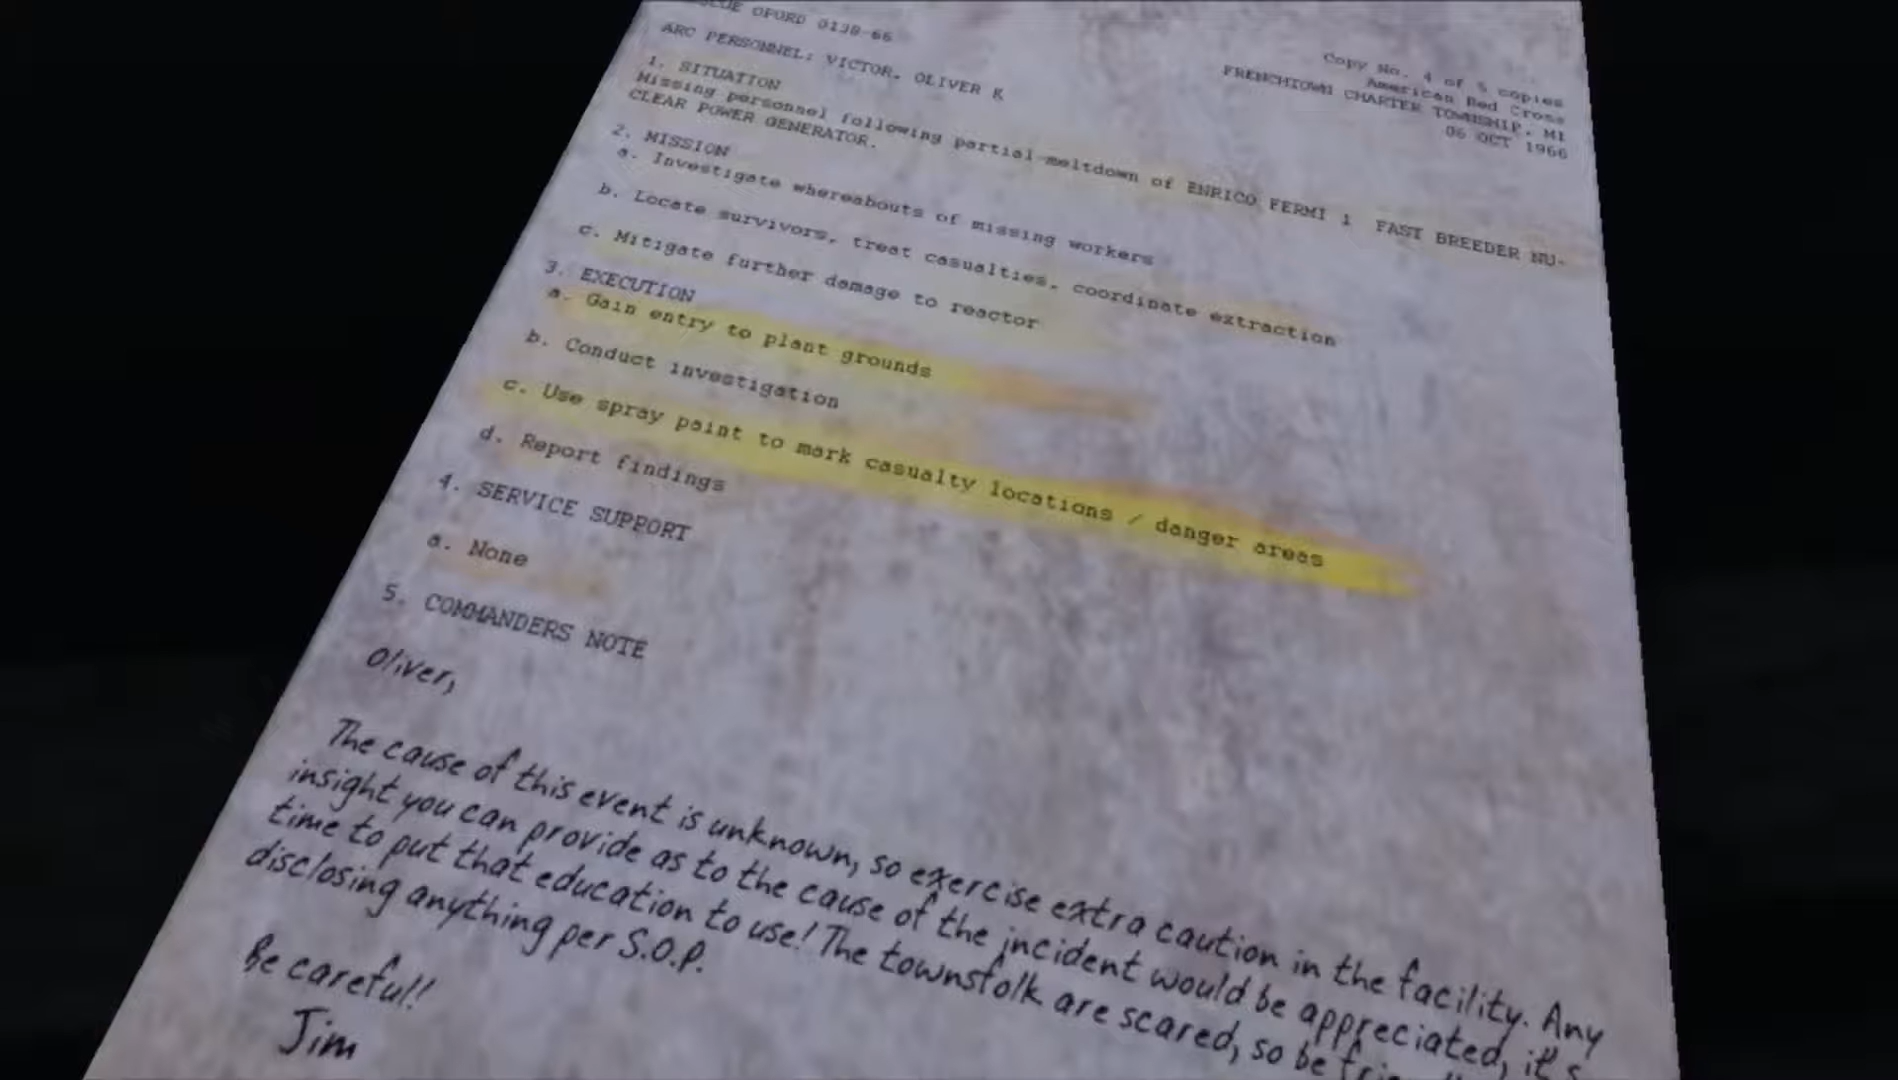 OPORD 0138-66
Copy No. 4 of 5 copies
American Red Cross
FRENCHTOWN CHARTER TOWNSHIP, MI
06 OCT 1966
ARC PERSONNEL: VICTOR, OLIVER K
1. SITUATION
Missing personnel following partial meltdown of ENRICO FERMI 1 FAST BREEDER NU-
CLEAR POWER GENERATOR.
2. MISSION
a. Investigate whereabouts of missing workers
b. Locate survivors, treat casualties, coordinate extraction
c. Mitigate further damage to reactor
3. EXECUTION
a. Gain entry to plant grounds
b. Conduct investigation
c. Use spray paint to mark casualty locations / danger areas
d. Report findings
4. SERVICE SUPPORT
a. None
5. COMMANDERS NOTE
Oliver,
The cause of this event is unknown, so exercise extra caution in the facility. Any
insight you can provide as to the cause of the incident would be appreciated, it's
time to put that education to use! The townsfolk are scared, so be
disclosing anything per S.O.P.
Be careful!
Jim